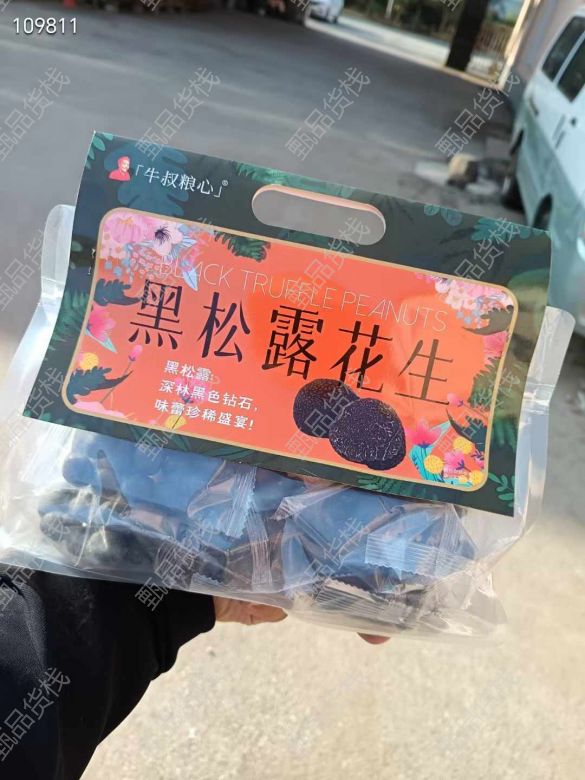 109811
「牛叔粮心」®
BLACK TRUFFLE PEANUTS
黑松露花生
黑松露:
深林黑色钻石,
味蕾珍稀盛宴!
甄品货栈